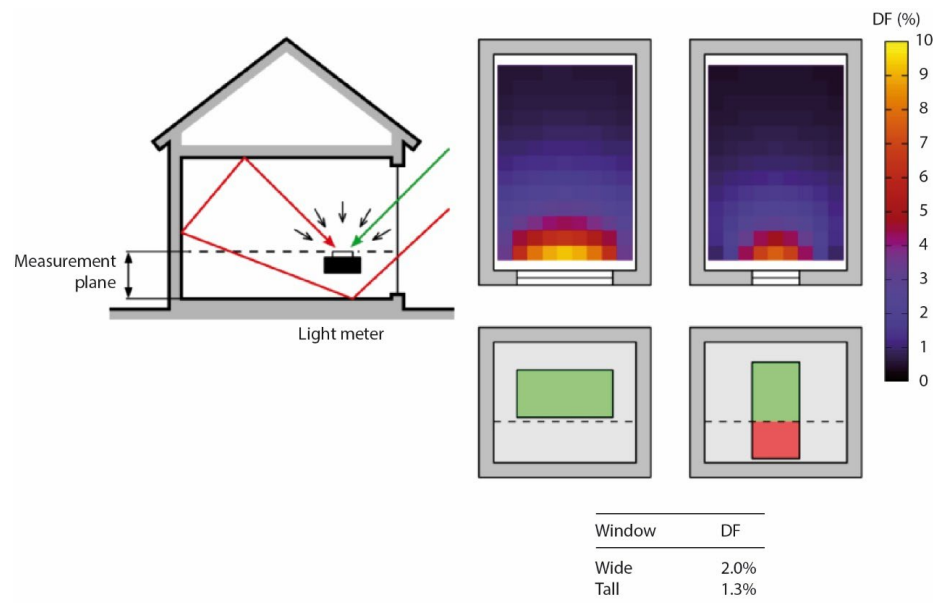 DF (%)
10
9
8
7
6
5
4
3
2
1
0
Measurement
plane
Light meter
Window DF
Wide 2.0%
Tall 1.3%